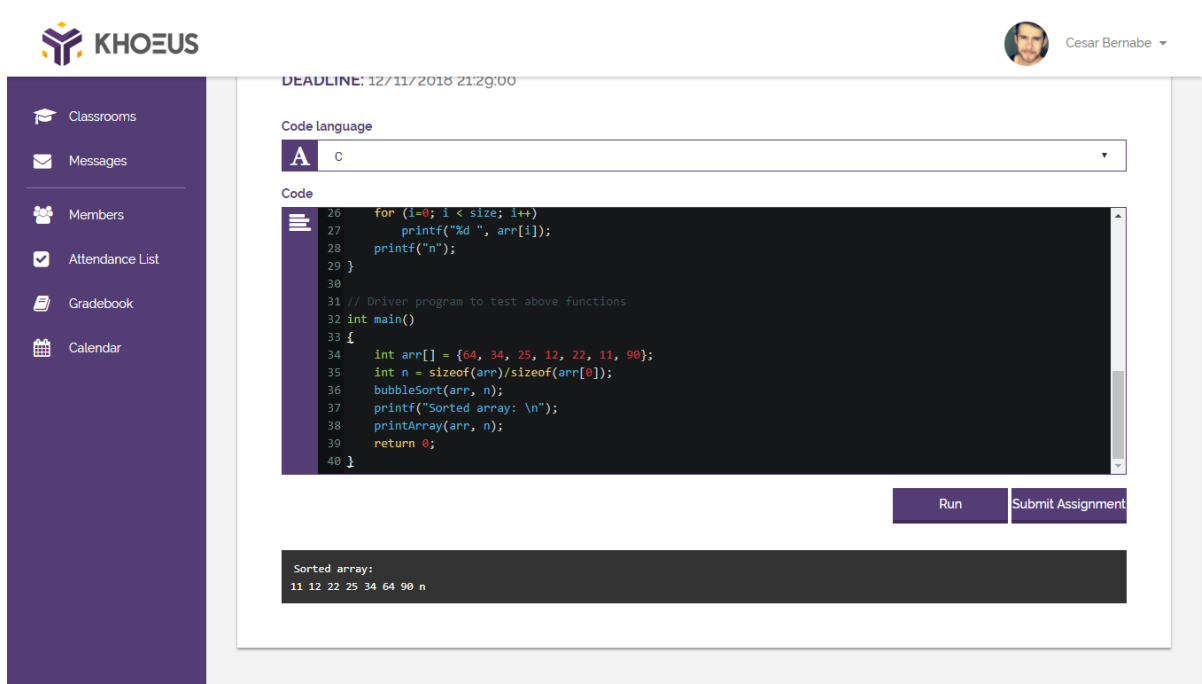 KHOEUS
Cesar Bernabe
Classrooms
Messages
Members
Attendance List
Gradebook
Calendar
DEADLINE: 12/11/2018 21:29:00
Code language
A C
Code
26 for (i=0; i < size; i++)
27 printf("%d ", arr[i]);
28 printf("n");
29 }
30
31 // Driver program to test above functions
32 int main()
33 {
34 int arr[] = {64, 34, 25, 12, 22, 11, 90};
35 int n = sizeof(arr)/sizeof(arr[0]);
36 bubbleSort(arr, n);
37 printf("Sorted array: \n");
38 printArray(arr, n);
39 return 0;
40 }
Run
Submit Assignment
Sorted array:
11 12 22 25 34 64 90 n